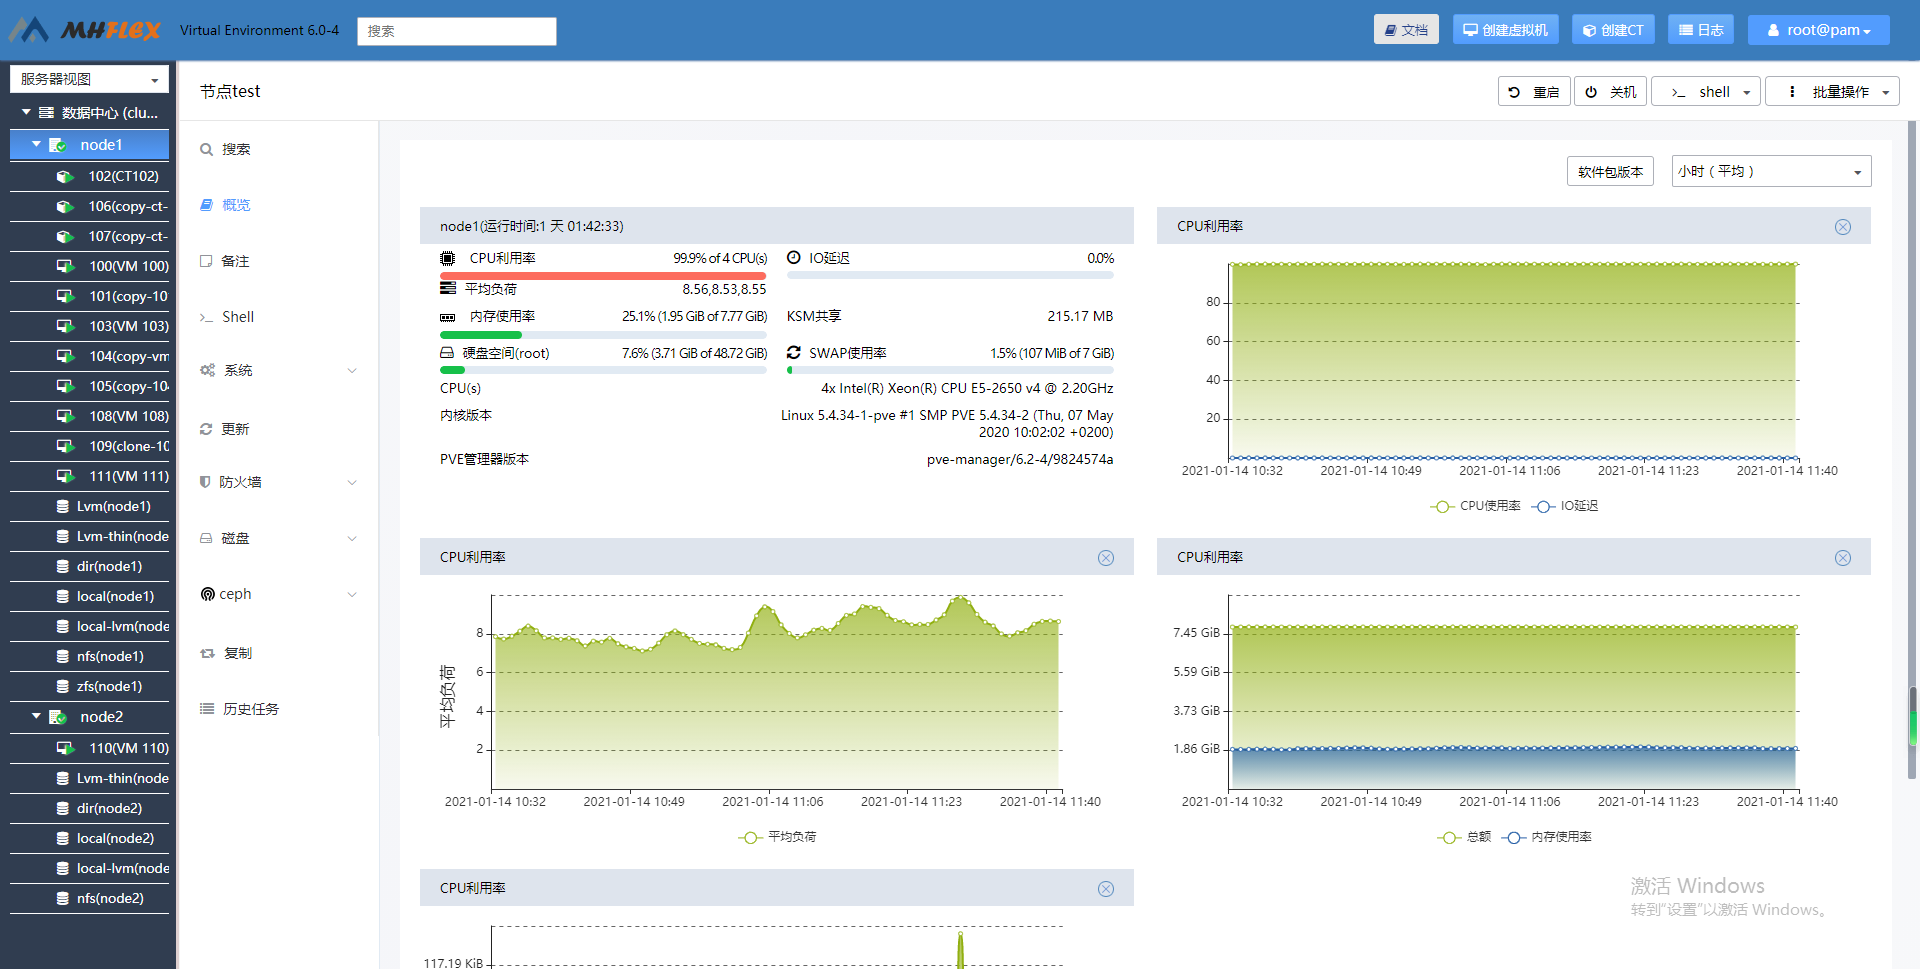 MHFLEX
Virtual Environment 6.0-4
搜索
文档
创建虚拟机
创建CT
日志
root@pam
服务器视图
数据中心 (clu...
node1
102(CT102)
106(copy-ct-
107(copy-ct-
100(VM 100)
101(copy-101
103(VM 103)
104(copy-vm
105(copy-104
108(VM 108)
109(clone-10
111(VM 111)
Lvm(node1)
Lvm-thin(node
dir(node1)
local(node1)
local-lvm(node
nfs(node1)
zfs(node1)
node2
110(VM 110)
Lvm-thin(node
dir(node2)
local(node2)
local-lvm(node
nfs(node2)
节点test
重启
关机
shell
批量操作
搜索
概览
备注
Shell
系统
更新
防火墙
磁盘
ceph
复制
历史任务
软件包版本
小时（平均）
node1(运行时间:1 天 01:42:33)
CPU利用率 99.9% of 4 CPU(s)
IO延迟 0.0%
平均负荷 8.56,8.53,8.55
内存使用率 25.1% (1.95 GiB of 7.77 GiB)
KSM共享 215.17 MB
硬盘空间(root) 7.6% (3.71 GiB of 48.72 GiB)
SWAP使用率 1.5% (107 MiB of 7 GiB)
CPU(s) 4x Intel(R) Xeon(R) CPU E5-2650 v4 @ 2.20GHz
内核版本 Linux 5.4.34-1-pve #1 SMP PVE 5.4.34-2 (Thu, 07 May
2020 10:02:02 +0200)
PVE管理器版本 pve-manager/6.2-4/9824574a
CPU利用率
80
60
40
20
2021-01-14 10:32 2021-01-14 10:49 2021-01-14 11:06 2021-01-14 11:23 2021-01-14 11:40
CPU使用率 IO延迟
CPU利用率
平均负荷
8
6
4
2
2021-01-14 10:32 2021-01-14 10:49 2021-01-14 11:06 2021-01-14 11:23 2021-01-14 11:40
平均负荷
CPU利用率
7.45 GiB
5.59 GiB
3.73 GiB
1.86 GiB
2021-01-14 10:32 2021-01-14 10:49 2021-01-14 11:06 2021-01-14 11:23 2021-01-14 11:40
总额 内存使用率
CPU利用率
117.19 KiB
激活 Windows
转到"设置"以激活 Windows。